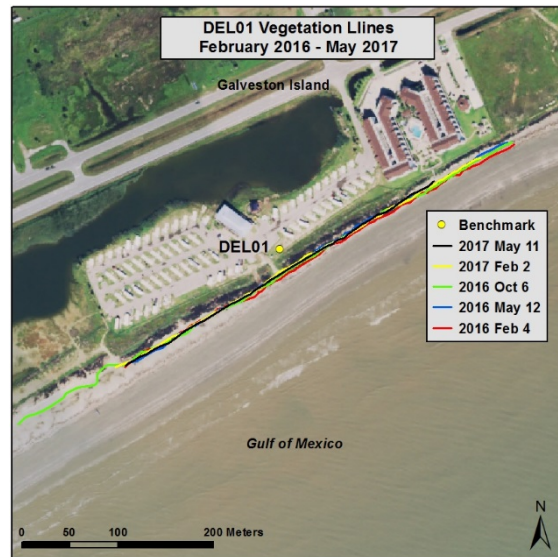 DEL01 Vegetation Llines
February 2016 - May 2017
Galveston Island
DEL01
Benchmark
2017 May 11
2017 Feb 2
2016 Oct 6
2016 May 12
2016 Feb 4
Gulf of Mexico
N
0 50 100 200 Meters